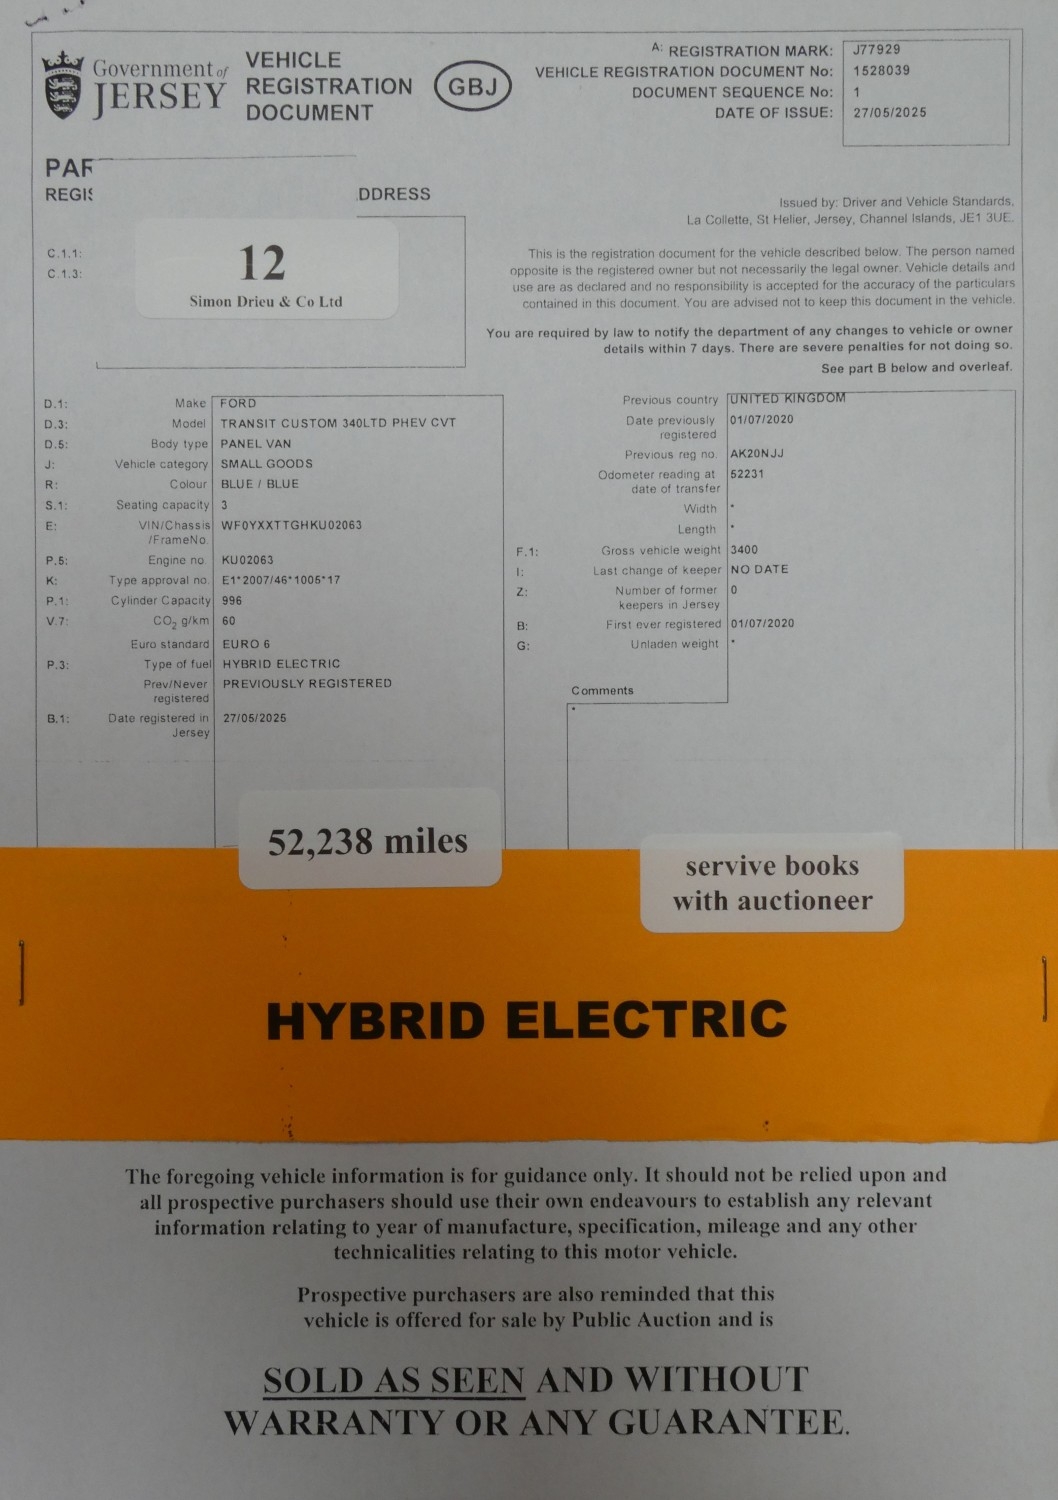 Government of
JERSEY
VEHICLE
REGISTRATION
DOCUMENT
GBJ
A: REGISTRATION MARK: J77929
VEHICLE REGISTRATION DOCUMENT No: 1528039
DOCUMENT SEQUENCE No: 1
DATE OF ISSUE: 27/05/2025
PAR
REGIS DDRESS
Issued by: Driver and Vehicle Standards,
La Collette, St Helier, Jersey, Channel Islands, JE1 3UE.
C.1.1:
C.1.3:
12
Simon Drieu & Co Ltd
This is the registration document for the vehicle described below. The person named
opposite is the registered owner but not necessarily the legal owner. Vehicle details and
use are as declared and no responsibility is accepted for the accuracy of the particulars
contained in this document. You are advised not to keep this document in the vehicle.
You are required by law to notify the department of any changes to vehicle or owner
details within 7 days. There are severe penalties for not doing so.
See part B below and overleaf.
D.1: Make FORD
D.3: Model TRANSIT CUSTOM 340LTD PHEV CVT
D.5: Body type PANEL VAN
J: Vehicle category SMALL GOODS
R: Colour BLUE / BLUE
S.1: Seating capacity 3
E: VIN/Chassis WF0YXXTTGHKU02063
/FrameNo.
P.5: Engine no. KU02063
K: Type approval no. E1*2007/46*1005*17
P.1: Cylinder Capacity 996
V.7: CO2 g/km 60
Euro standard EURO 6
P.3: Type of fuel HYBRID ELECTRIC
Prev/Never PREVIOUSLY REGISTERED
registered
B.1: Date registered in 27/05/2025
Jersey
Previous country UNITED KINGDOM
Date previously 01/07/2020
registered
Previous reg no. AK20NJJ
Odometer reading at 52231
date of transfer
Width *
Length *
F.1: Gross vehicle weight 3400
I: Last change of keeper NO DATE
Z: Number of former 0
keepers in Jersey
B: First ever registered 01/07/2020
G: Unladen weight *
Comments
*
52,238 miles
servive books
with auctioneer
HYBRID ELECTRIC
The foregoing vehicle information is for guidance only. It should not be relied upon and
all prospective purchasers should use their own endeavours to establish any relevant
information relating to year of manufacture, specification, mileage and any other
technicalities relating to this motor vehicle.
Prospective purchasers are also reminded that this
vehicle is offered for sale by Public Auction and is
SOLD AS SEEN AND WITHOUT
WARRANTY OR ANY GUARANTEE.